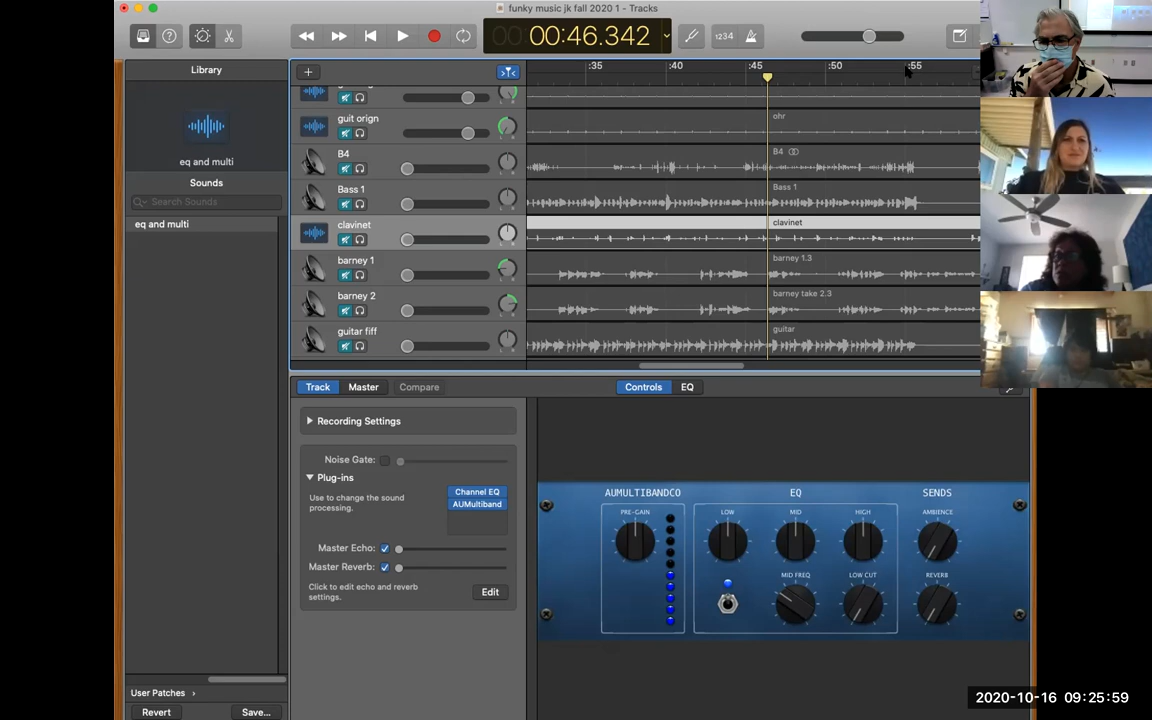 funky music jk fall 2020 1 - Tracks
00:46.342
1234
Library
eq and multi
Sounds
Search Sounds
eq and multi
:35 :40 :45 :50 :55
guit orign
ohr
B4
B4
Bass 1
Bass 1
clavinet
clavinet
barney 1
barney 1.3
barney 2
barney take 2.3
guitar fiff
guitar
Track Master Compare
Controls EQ
Recording Settings
Noise Gate:
Plug-ins
Use to change the sound
processing.
Channel EQ
AUMultiband
Master Echo:
Master Reverb:
Click to edit echo and reverb
settings.
Edit
AUMULTIBANDCO EQ SENDS
PRE-GAIN LOW MID HIGH AMBIENCE
MID FREQ LOW CUT REVERB
User Patches
Revert Save...
2020-10-16 09:25:59